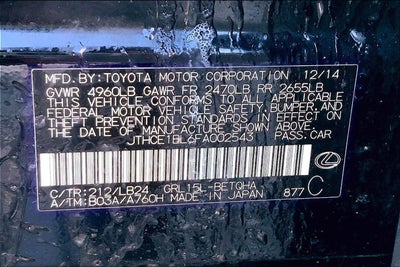 MFD. BY: TOYOTA MOTOR CORPORATION 12/14
GVWR 4960LB GAWR FR 2470LB RR 2655LB
THIS VEHICLE CONFORMS TO ALL APPLICABLE
FEDERAL MOTOR VEHICLE SAFETY, BUMPER, AND
THEFT PREVENTION STANDARDS IN EFFECT ON
THE DATE OF MANUFACTURE SHOWN ABOVE.
JTHCE1BL6FA002543 PASS.CAR
C/TR: 212/LB24 GRL15L-BETQHA
A/TM: B03A/A760H MADE IN JAPAN 877 C